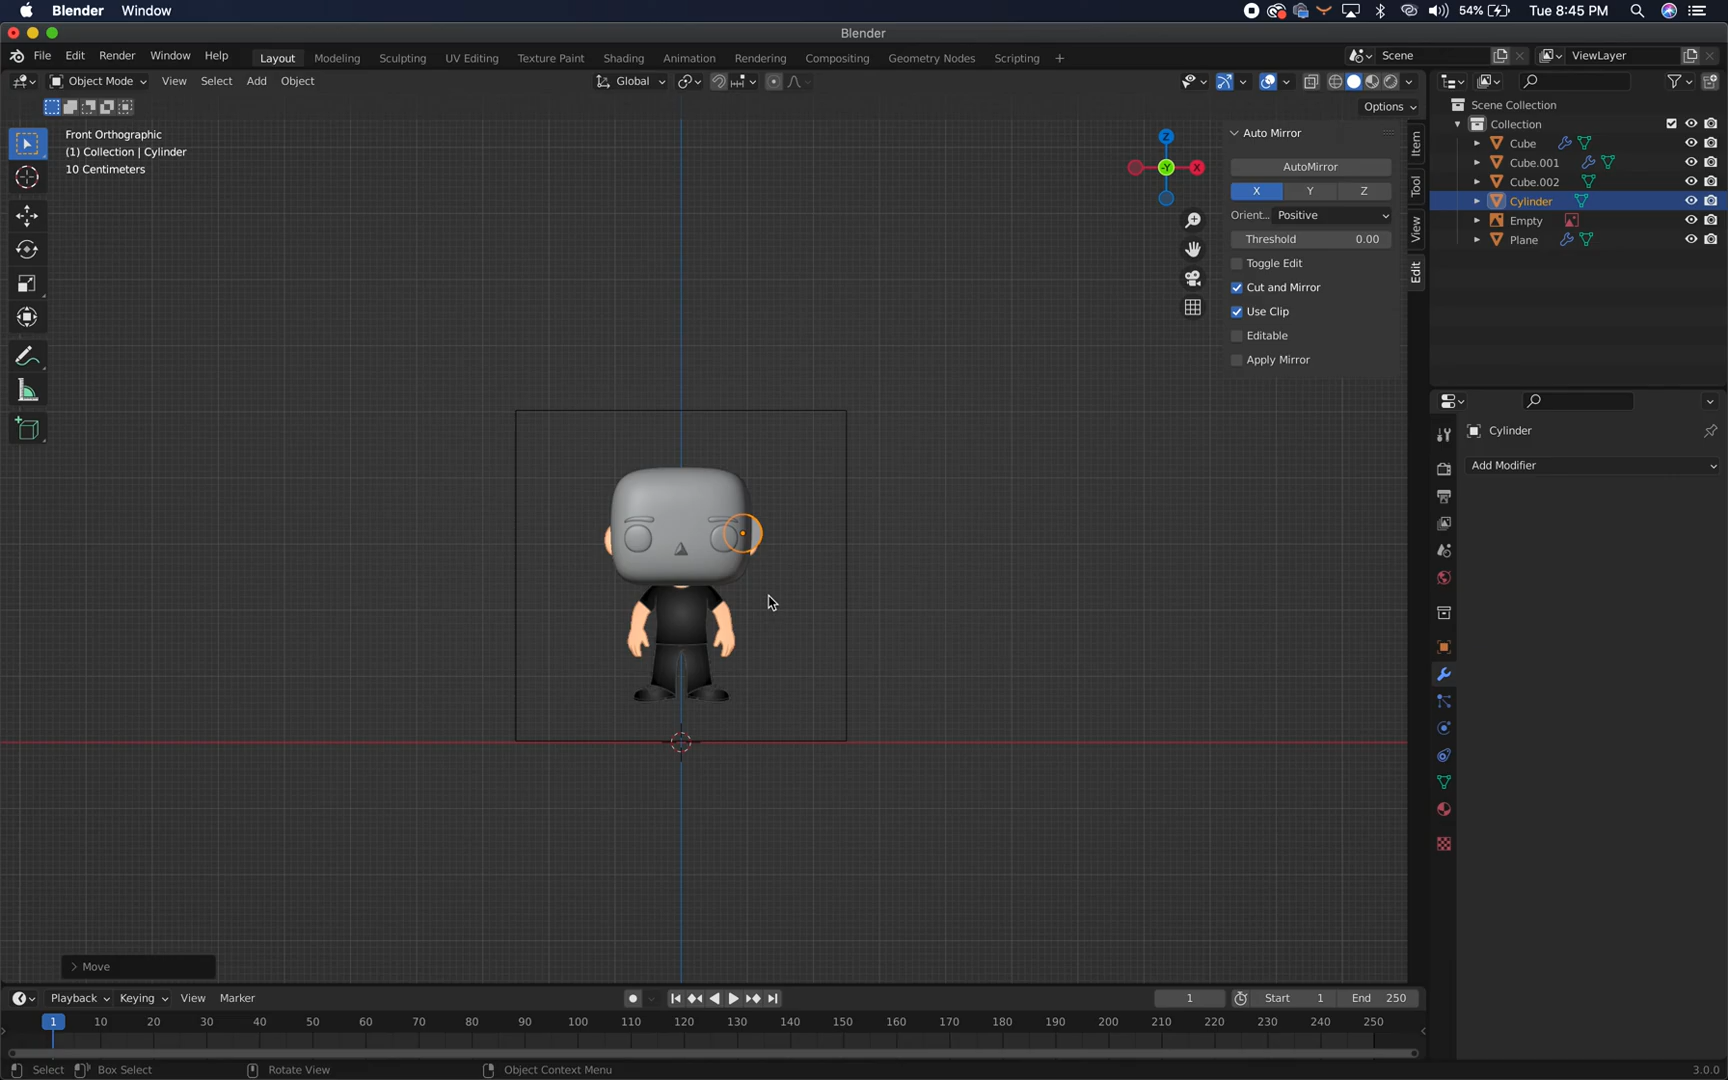 Blender Window 54% Tue 8:45 PM
Blender
File Edit Render Window Help Layout Modeling Sculpting UV Editing Texture Paint Shading Animation Rendering Compositing Geometry Nodes Scripting + Scene ViewLayer
Object Mode View Select Add Object Global
Options
Front Orthographic
(1) Collection | Cylinder
10 Centimeters
Z
-Y
X
Auto Mirror
AutoMirror
X Y Z
Orient... Positive
Threshold 0.00
Toggle Edit
Cut and Mirror
Use Clip
Editable
Apply Mirror
Item
Tool
View
Edit
Scene Collection
Collection
Cube
Cube.001
Cube.002
Cylinder
Empty
Plane
Cylinder
Add Modifier
Move
Playback Keying View Marker 1 Start 1 End 250
1 10 20 30 40 50 60 70 80 90 100 110 120 130 140 150 160 170 180 190 200 210 220 230 240 250
Select Box Select Rotate View Object Context Menu 3.0.0